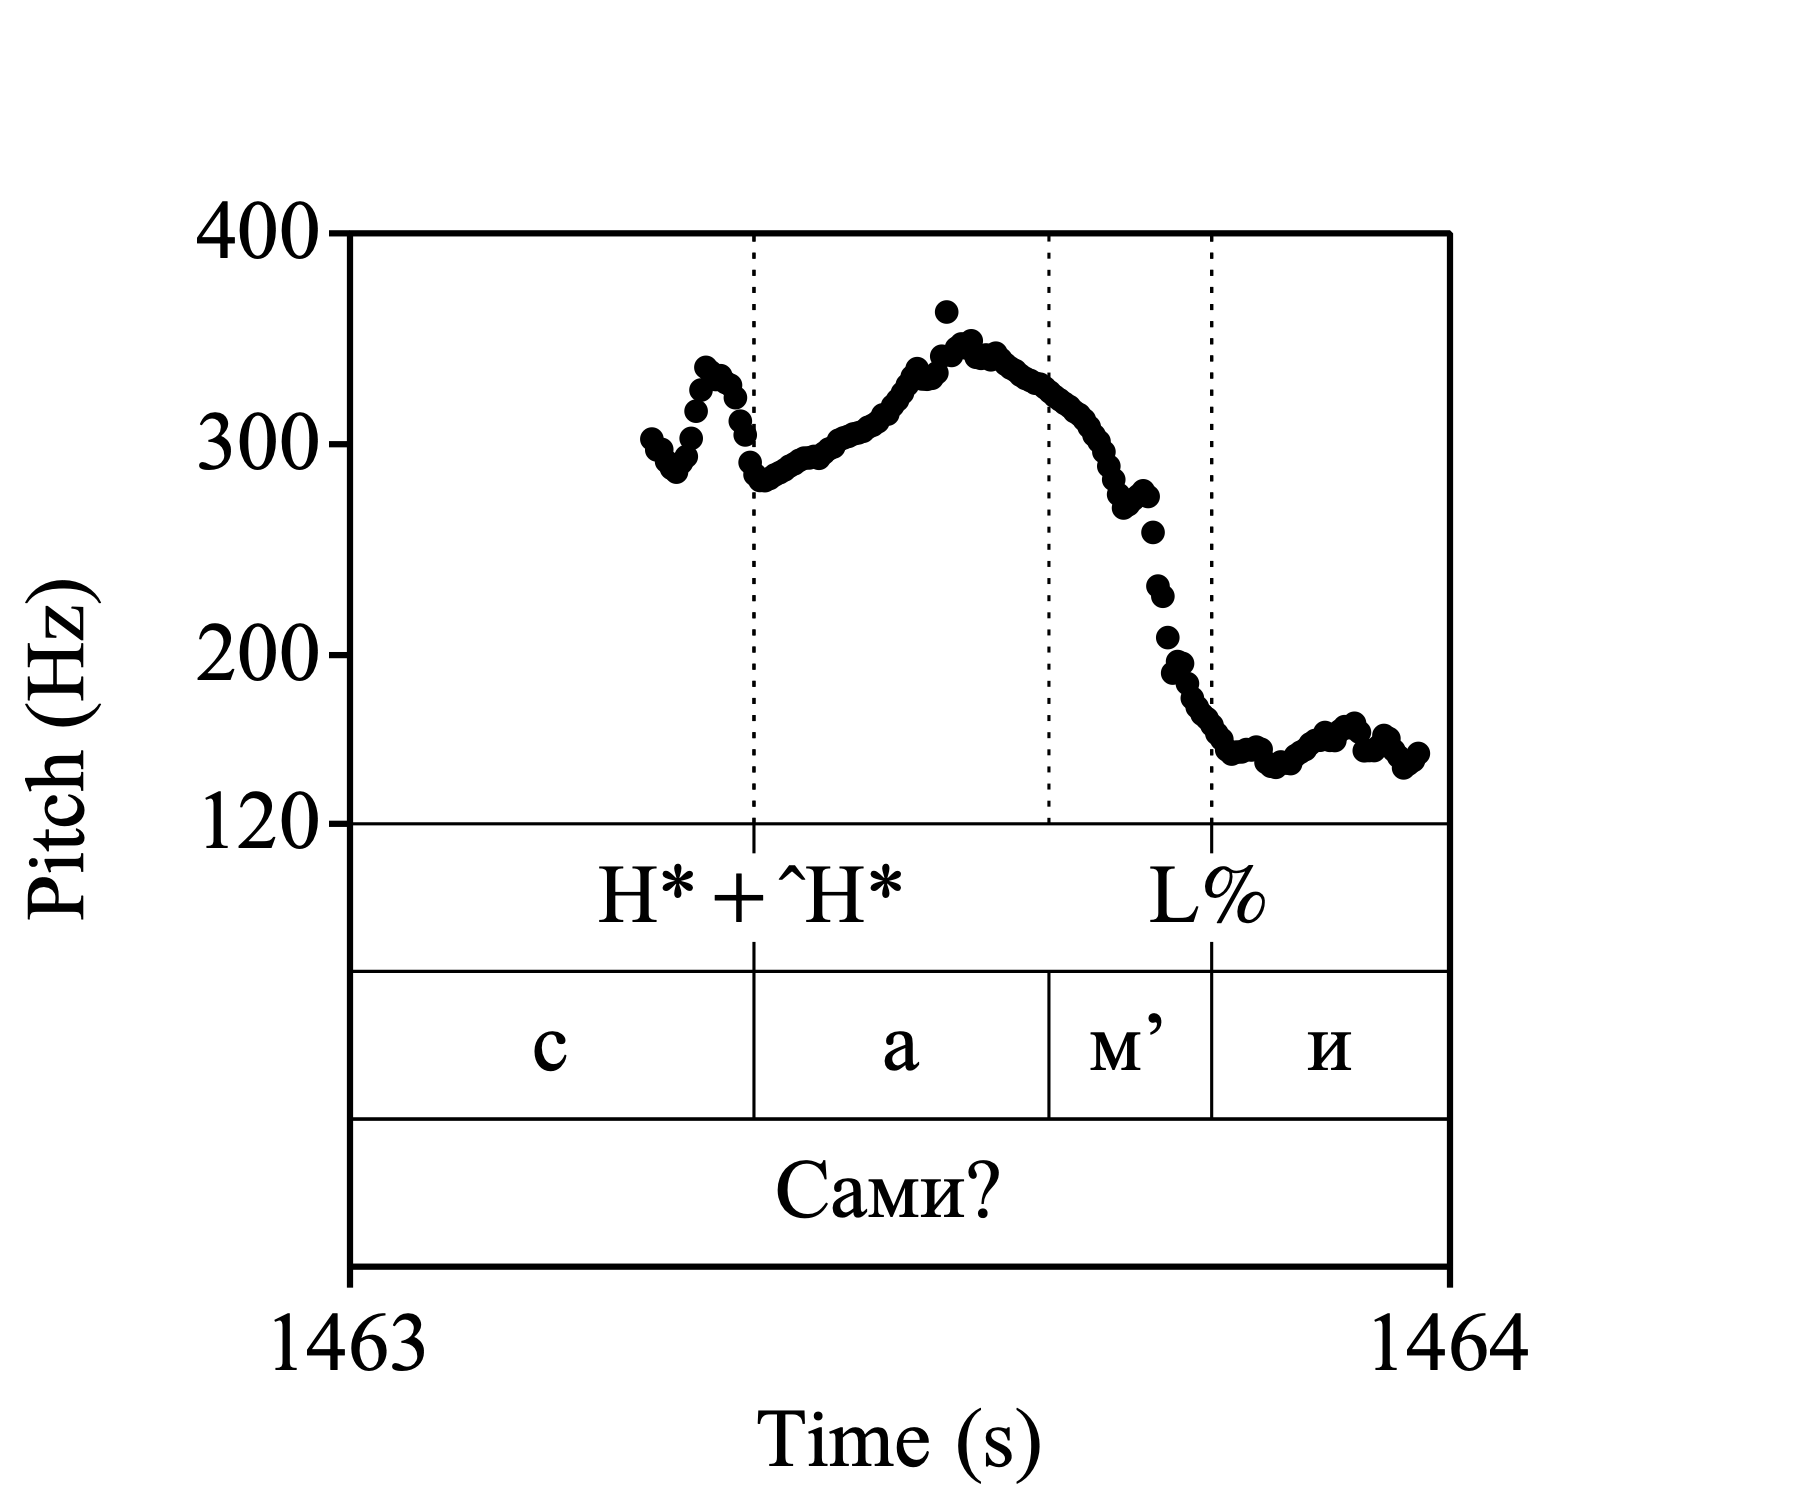 400
300
200
120
Pitch (Hz)
H* + ^H* L%
с а м’ и
Сами?
1463 1464
Time (s)